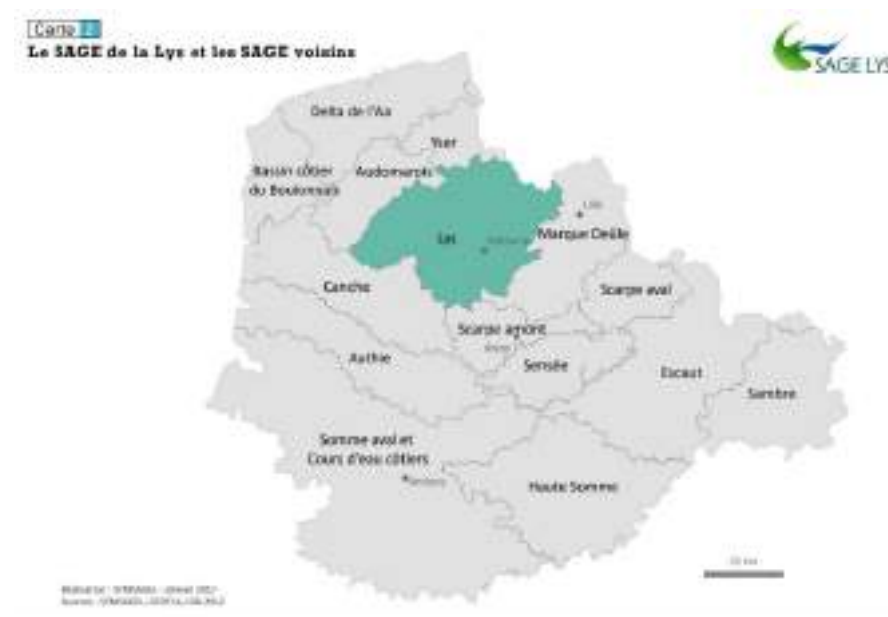 Carte 2
Le SAGE de la Lys et les SAGE voisins
SAGE LYS
Delta de l'Aa
Yser
Bassin côtier
du Boulonnais
Audomarois
Lille
Lys
Marque Deûle
Canche
Scarpe aval
Scarpe amont
Authie
Sensée
Escaut
Sambre
Somme aval et
Cours d'eau côtiers
Haute Somme